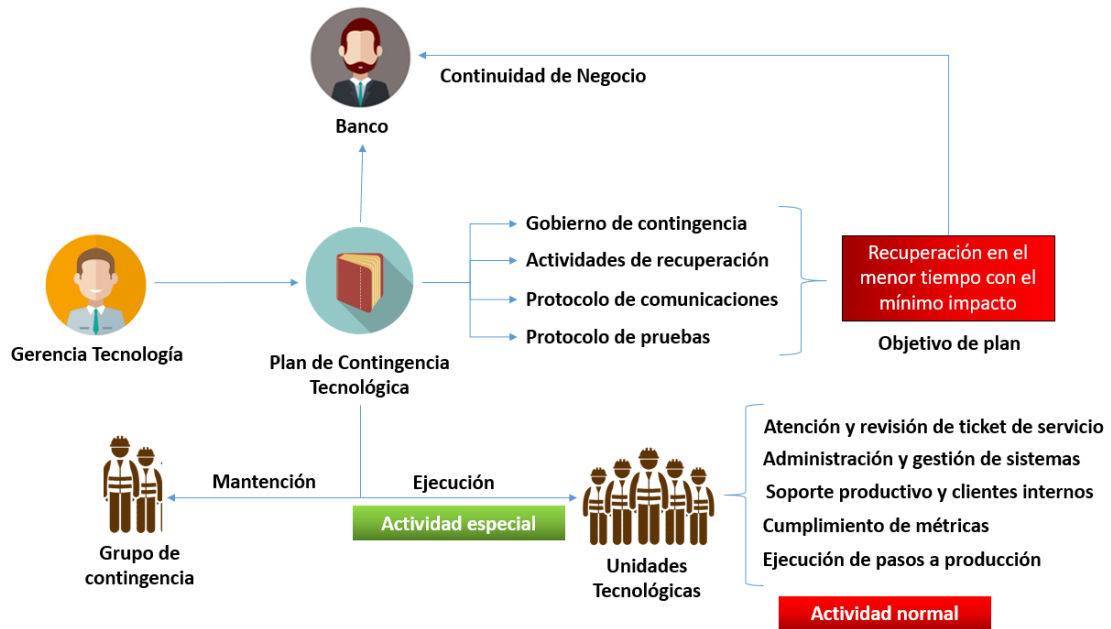 Continuidad de Negocio
Banco
Gobierno de contingencia
Actividades de recuperación
Protocolo de comunicaciones
Protocolo de pruebas
Recuperación en el
menor tiempo con el
mínimo impacto
Objetivo de plan
Gerencia Tecnología
Plan de Contingencia
Tecnológica
Mantención
Ejecución
Actividad especial
Grupo de
contingencia
Unidades
Tecnológicas
Atención y revisión de ticket de servicio
Administración y gestión de sistemas
Soporte productivo y clientes internos
Cumplimiento de métricas
Ejecución de pasos a producción
Actividad normal